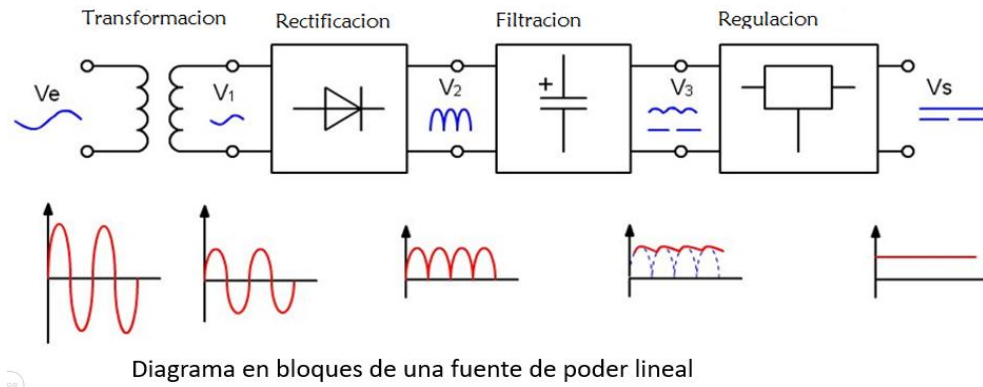 Transformacion Rectificacion Filtracion Regulacion
Ve V1 V2 + V3 Vs
Diagrama en bloques de una fuente de poder lineal